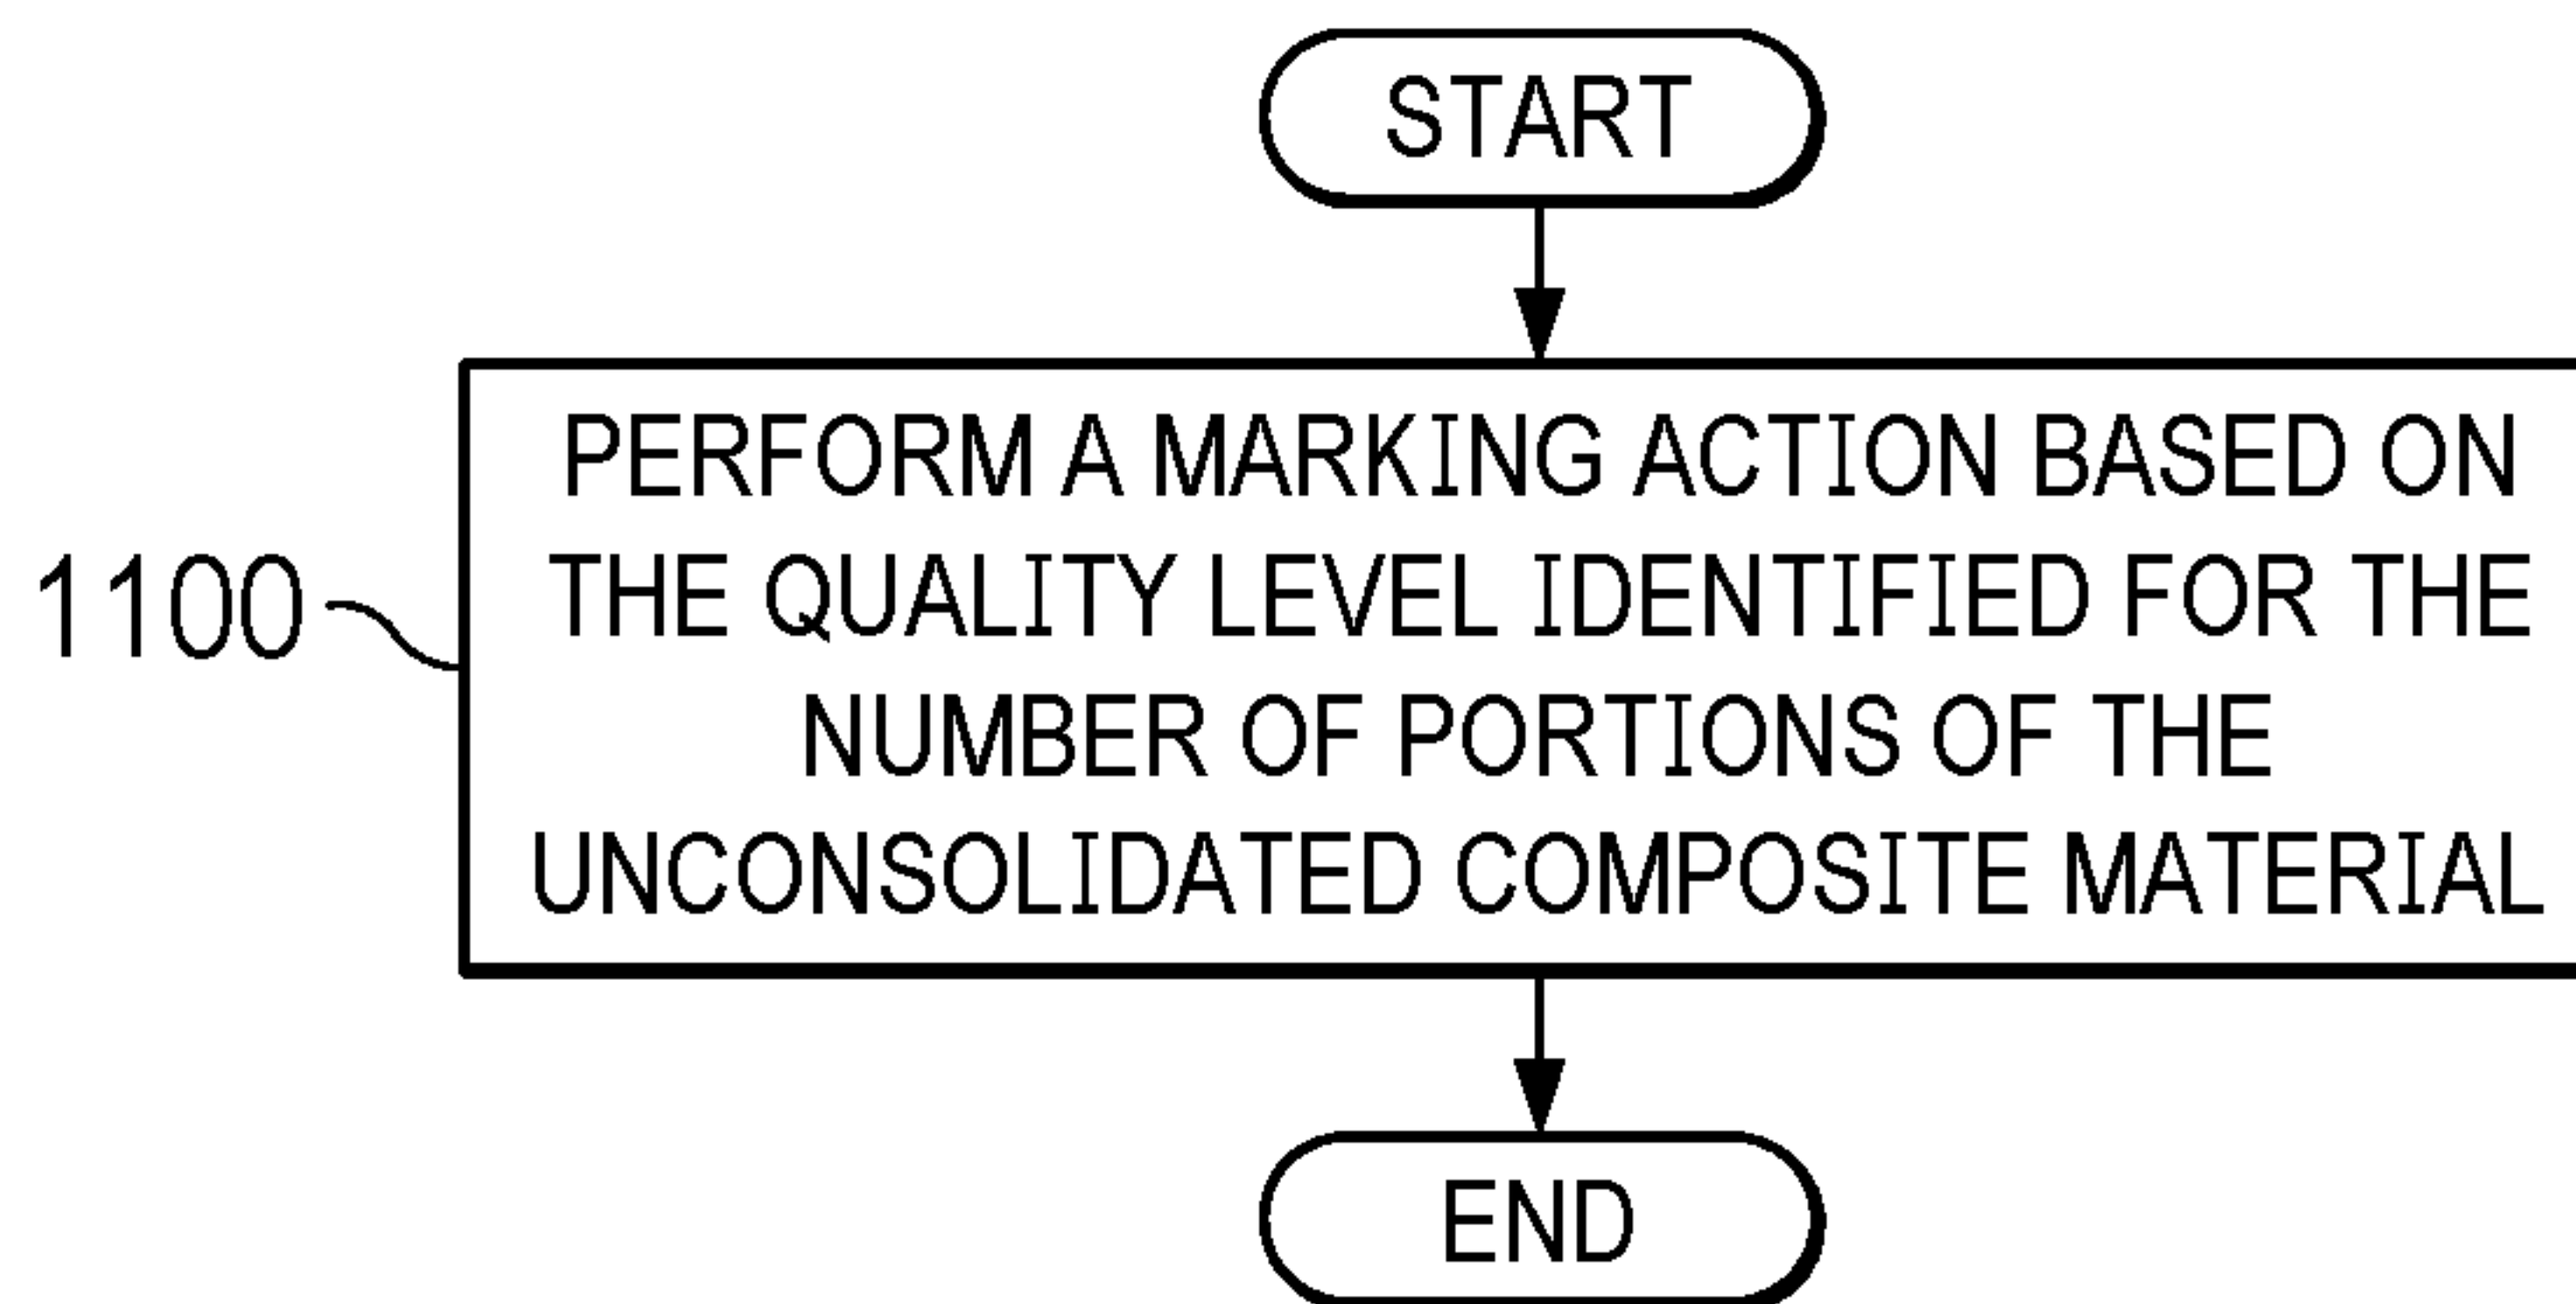 START
PERFORM A MARKING ACTION BASED ON
1100
THE QUALITY LEVEL IDENTIFIED FOR THE
NUMBER OF PORTIONS OF THE
UNCONSOLIDATED COMPOSITE MATERIAL
END